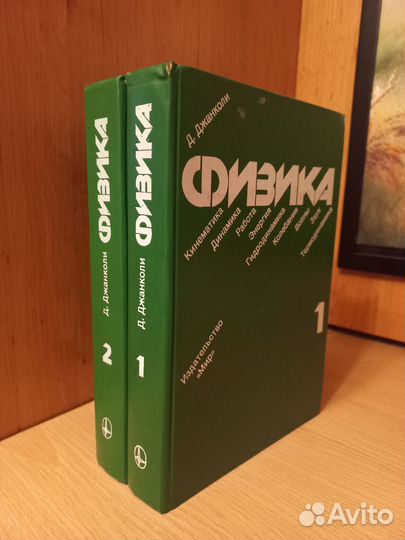 Д. Джанколи
ФИЗИКА
Кинематика
Динамика
Работа
Энергия
Гидродинамика
Колебания
Волны
Звук
Термодинамика
1
Издательство
«Мир»
Д. Джанколи ФИЗИКА
1
Д. Джанколи ФИЗИКА
2
Avito